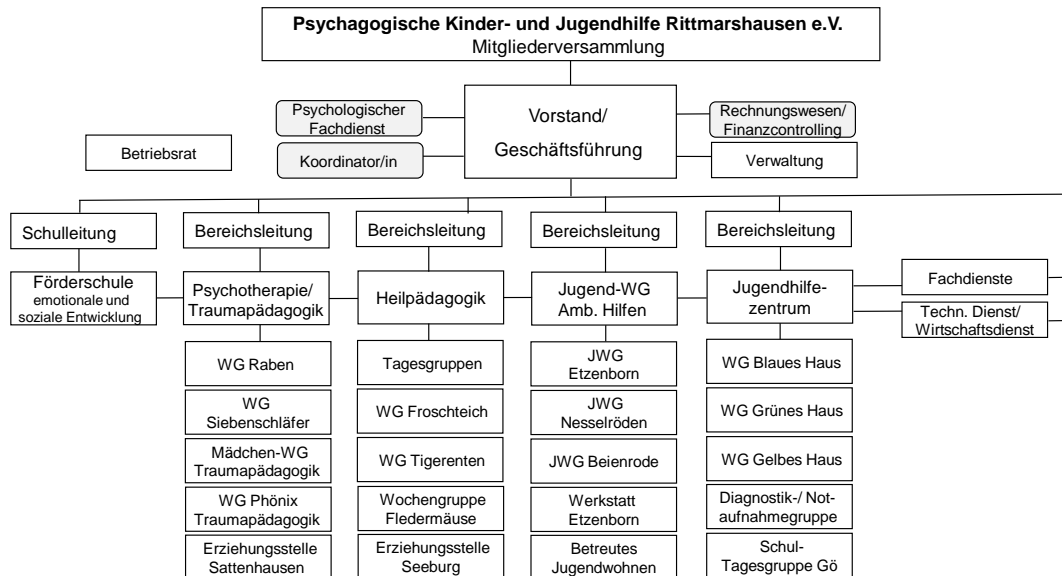 Psychagogische Kinder- und Jugendhilfe Rittmarshausen e.V.
Mitgliederversammlung
Psychologischer
Fachdienst
Koordinator/in
Vorstand/
Geschäftsführung
Rechnungswesen/
Finanzcontrolling
Verwaltung
Betriebsrat
Schulleitung
Bereichsleitung
Bereichsleitung
Bereichsleitung
Bereichsleitung
Förderschule
emotionale und
soziale Entwicklung
Psychotherapie/
Traumapädagogik
Heilpädagogik
Jugend-WG
Amb. Hilfen
Jugendhilfe-
zentrum
Fachdienste
Techn. Dienst/
Wirtschaftsdienst
WG Raben
WG
Siebenschläfer
Mädchen-WG
Traumapädagogik
WG Phönix
Traumapädagogik
Erziehungsstelle
Sattenhausen
Tagesgruppen
WG Froschteich
WG Tigerenten
Wochengruppe
Fledermäuse
Erziehungsstelle
Seeburg
JWG
Etzenborn
JWG
Nesselröden
JWG Beienrode
Werkstatt
Etzenborn
Betreutes
Jugendwohnen
WG Blaues Haus
WG Grünes Haus
WG Gelbes Haus
Diagnostik-/ Not-
aufnahmegruppe
Schul-
Tagesgruppe Gö